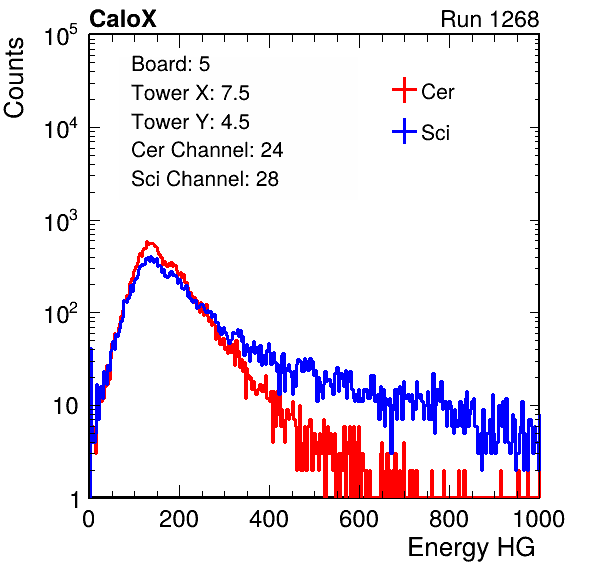 CaloX Run 1268
Board: 5
Tower X: 7.5
Tower Y: 4.5
Cer Channel: 24
Sci Channel: 28
Cer
Sci
Counts
10^5
10^4
10^3
10^2
10
1
0 200 400 600 800 1000
Energy HG